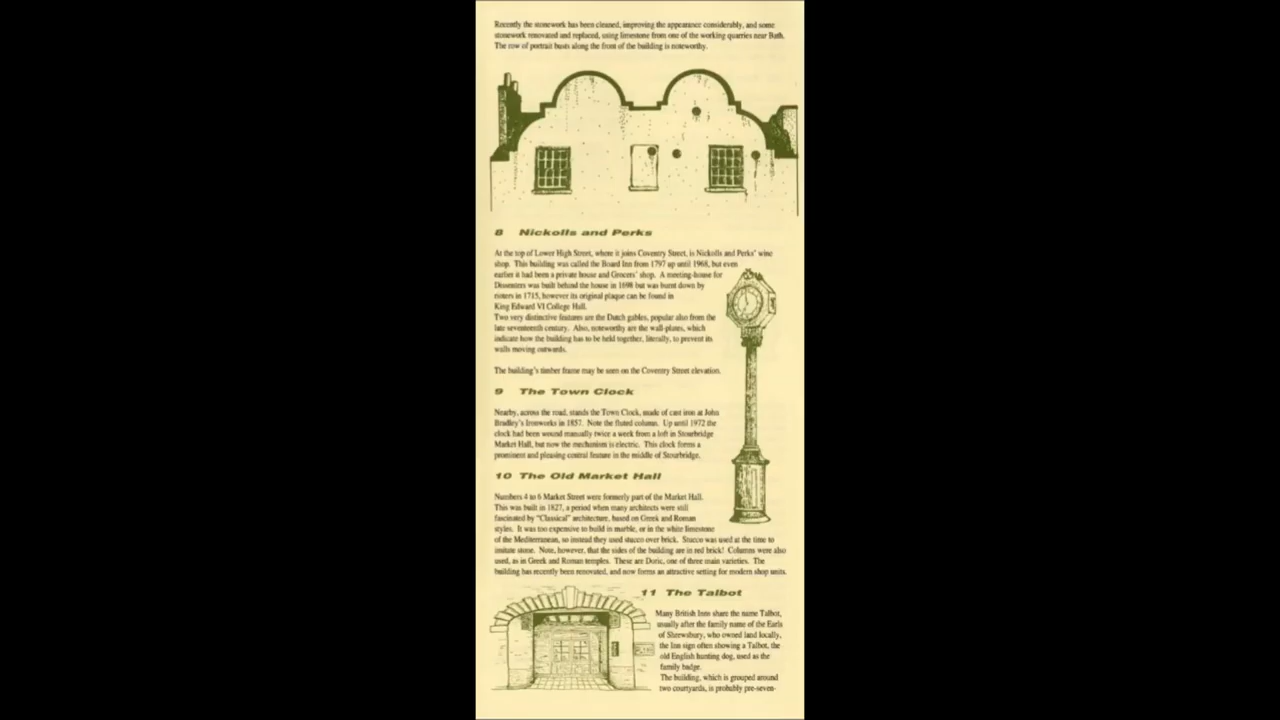 Recently the stonework has been cleaned, improving the appearance considerably, and some
stonework renovated and replaced, using limestone from one of the working quarries near Bath.
The row of portrait busts along the front of the building is noteworthy.
8 Nickolls and Perks
At the top of Lower High Street, where it joins Coventry Street, is Nickolls and Perks' wine
shop. This building was called the Board Inn from 1797 up until 1968, but even
earlier it had been a private house and Grocers' shop. A meeting-house for
Dissenters was built behind the house in 1698 but was burnt down by
rioters in 1715, however its original plaque can be found in
King Edward VI College Hall.
Two very distinctive features are the Dutch gables, popular also from the
late seventeenth century. Also, noteworthy are the wall-plates, which
indicate how the building has to be held together, literally, to prevent its
walls moving outwards.
The building's timber frame may be seen on the Coventry Street elevation.
9 The Town Clock
Nearby, across the road, stands the Town Clock, made of cast iron at John
Bradley's Ironworks in 1857. Note the fluted column. Up until 1972 the
clock had been wound manually twice a week from a loft in Stourbridge
Market Hall, but now the mechanism is electric. This clock forms a
prominent and pleasing central feature in the middle of Stourbridge.
10 The Old Market Hall
Numbers 4 to 6 Market Street were formerly part of the Market Hall.
This was built in 1827, a period when many architects were still
fascinated by "Classical" architecture, based on Greek and Roman
styles. It was too expensive to build in marble, or in the white limestone
of the Mediterranean, so instead they used stucco over brick. Stucco was used at the time to
imitate stone. Note, however, that the sides of the building are in red brick! Columns were also
used, as in Greek and Roman temples. These are Doric, one of three main varieties. The
building has recently been renovated, and now forms an attractive setting for modern shop units.
11 The Talbot
Many British Inns share the name Talbot,
usually after the family name of the Earls
of Shrewsbury, who owned land locally,
the Inn sign often showing a Talbot, the
old English hunting dog, used as the
family badge.
The building, which is grouped around
two courtyards, is probably pre-seven-